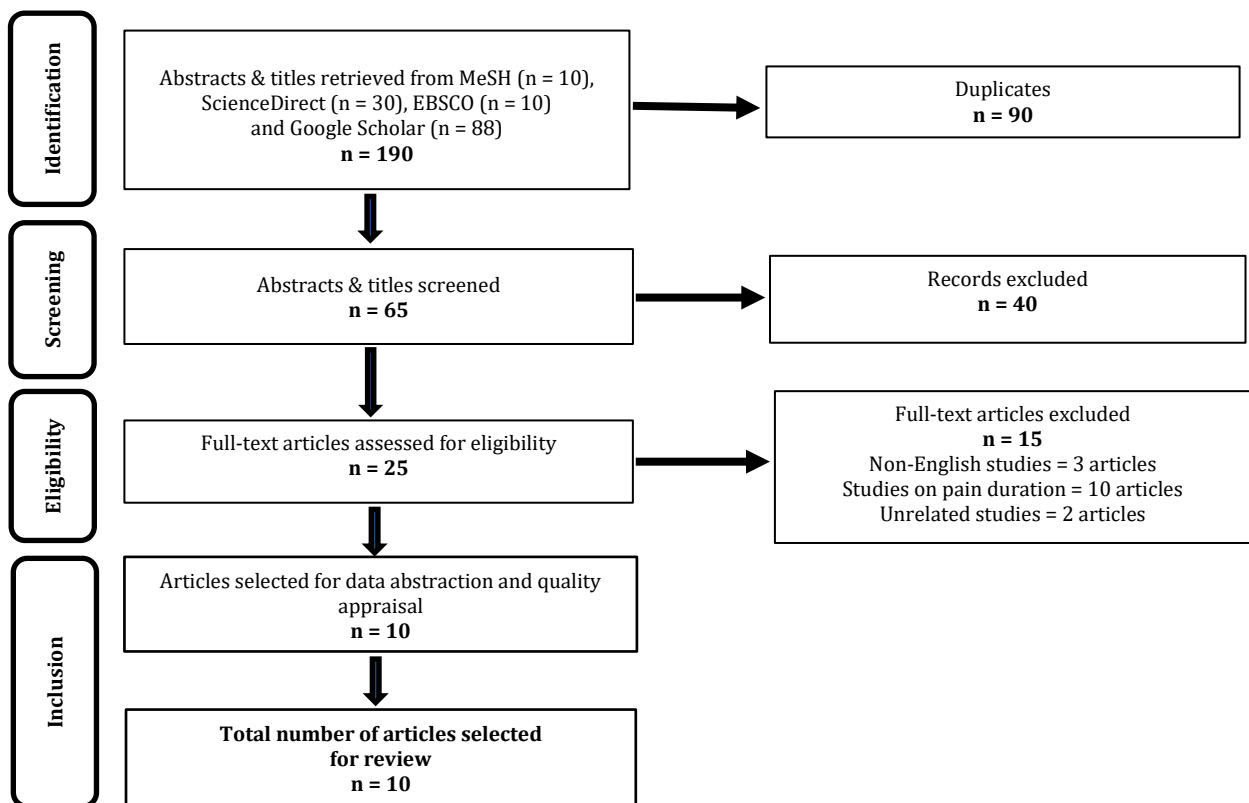 Identification
Abstracts & titles retrieved from MeSH (n = 10),
ScienceDirect (n = 30), EBSCO (n = 10)
and Google Scholar (n = 88)
n = 190
Duplicates
n = 90
Screening
Abstracts & titles screened
n = 65
Records excluded
n = 40
Eligibility
Full-text articles assessed for eligibility
n = 25
Full-text articles excluded
n = 15
Non-English studies = 3 articles
Studies on pain duration = 10 articles
Unrelated studies = 2 articles
Inclusion
Articles selected for data abstraction and quality
appraisal
n = 10
Total number of articles selected
for review
n = 10